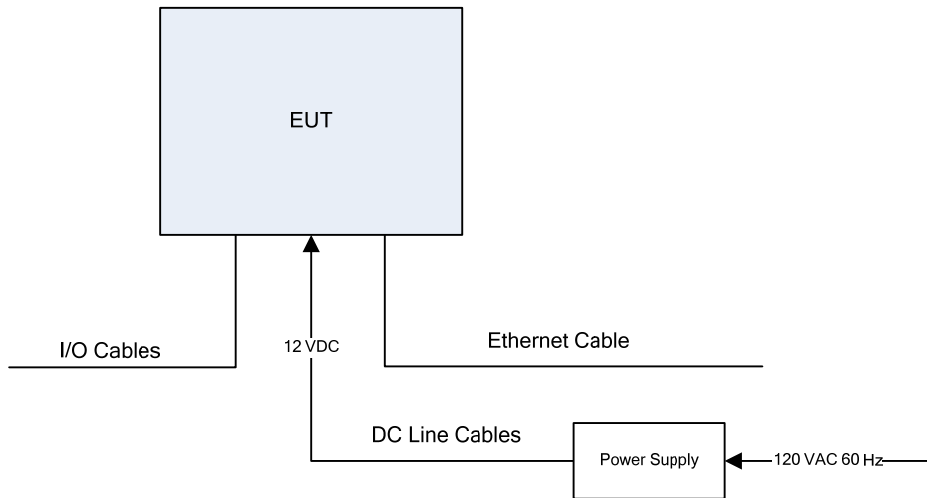 EUT
I/O Cables
12 VDC
Ethernet Cable
DC Line Cables
Power Supply
120 VAC 60 Hz